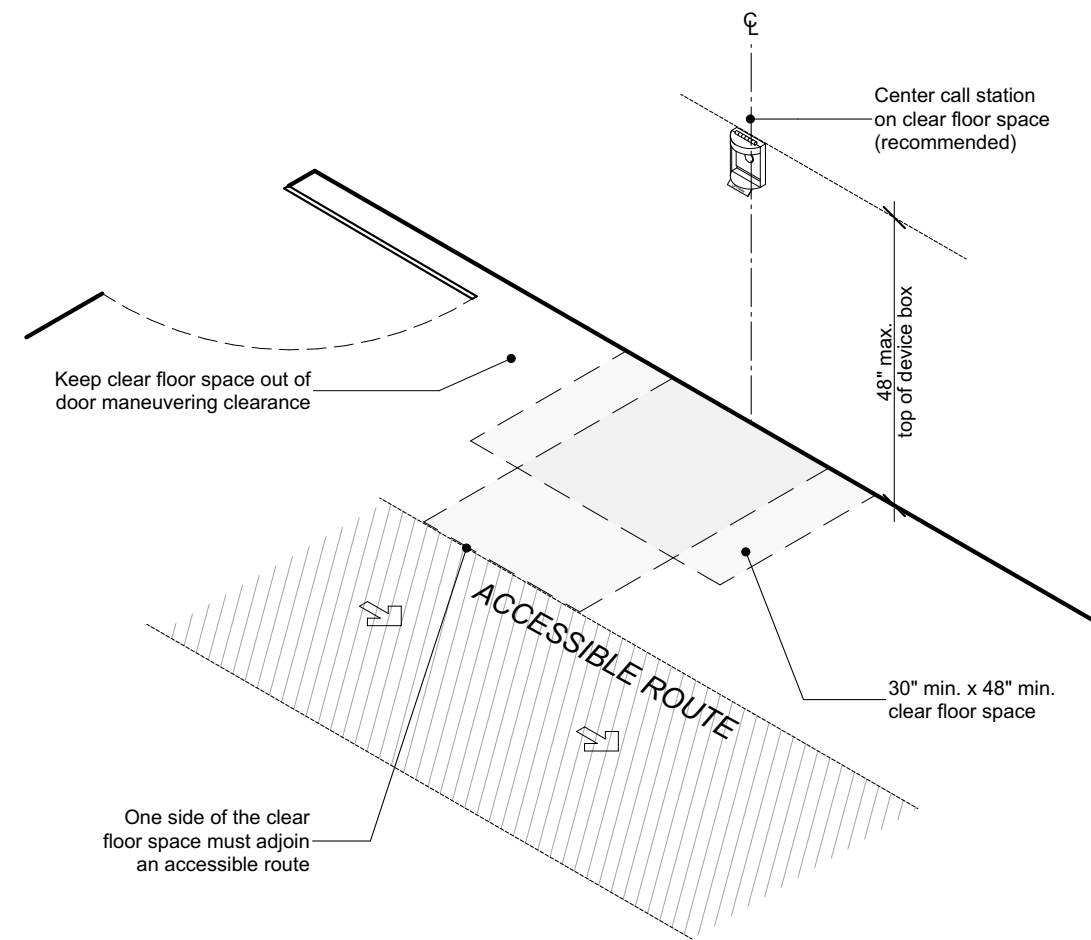 ℄
Center call station
on clear floor space
(recommended)
48" max.
top of device box
Keep clear floor space out of
door maneuvering clearance
ACCESSIBLE ROUTE
30" min. x 48" min.
clear floor space
One side of the clear
floor space must adjoin
an accessible route